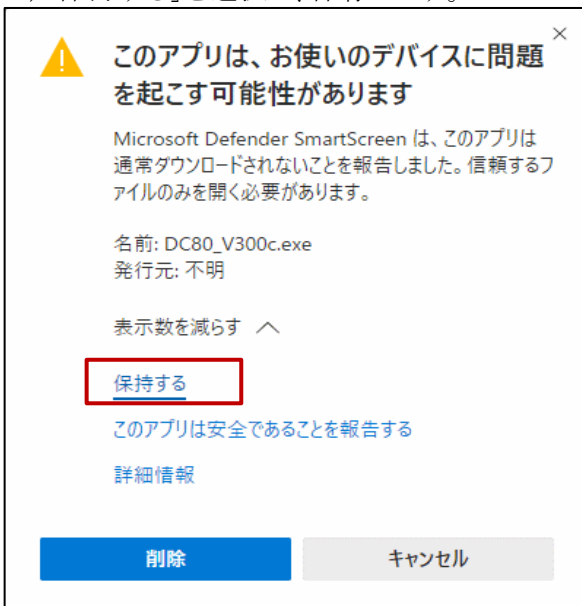 このアプリは、お使いのデバイスに問題
を起こす可能性があります
Microsoft Defender SmartScreen は、このアプリは
通常ダウンロードされないことを報告しました。信頼するフ
ァイルのみを開く必要があります。
名前: DC80_V300c.exe
発行元: 不明
表示数を減らす
保持する
このアプリは安全であることを報告する
詳細情報
削除
キャンセル